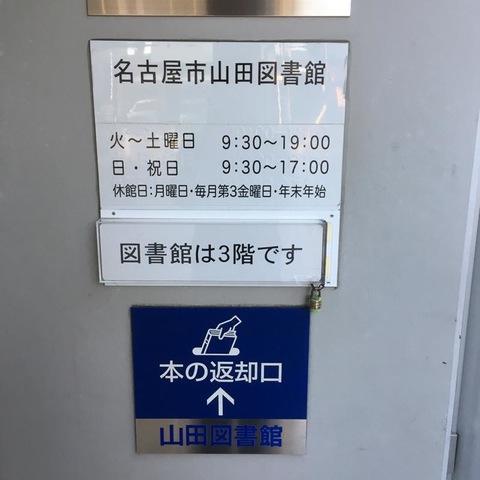 名古屋市山田図書館
火～土曜日 9:30～19:00
日・祝日 9:30～17:00
休館日:月曜日・毎月第3金曜日・年末年始
図書館は3階です
本の返却口
↑
山田図書館